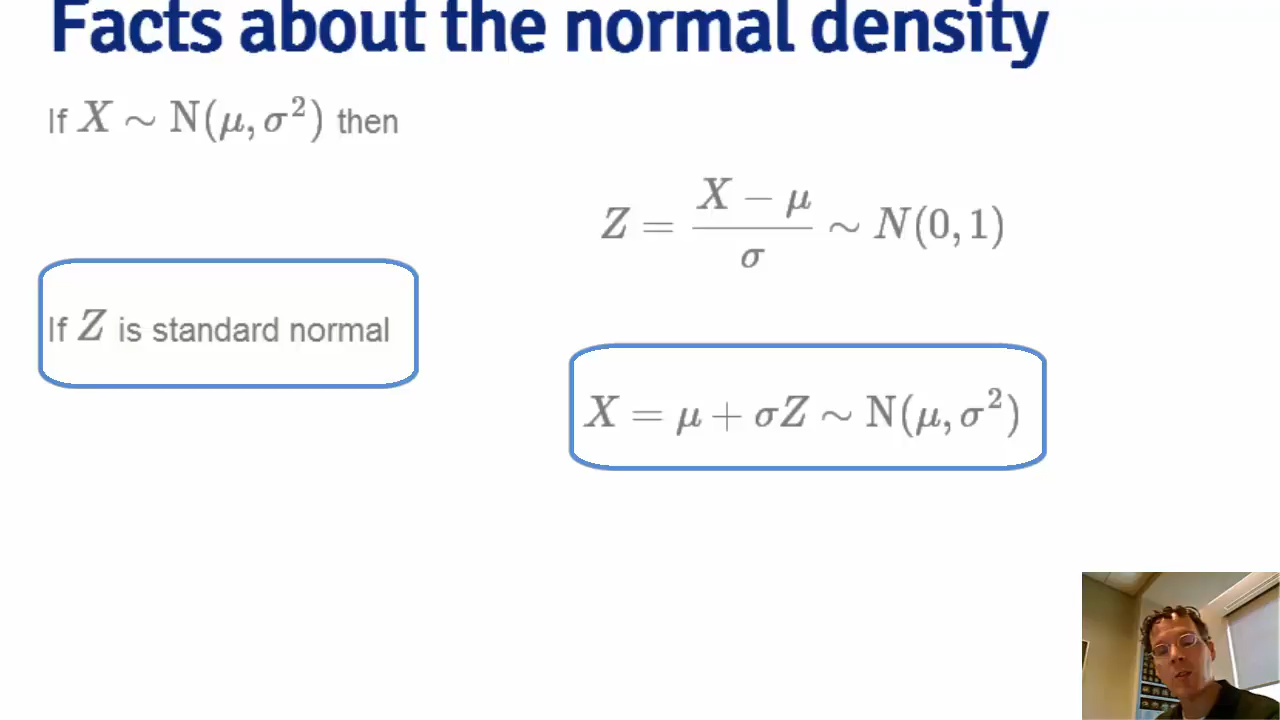 Facts about the normal density
If X ∼ N(μ, σ²) then
Z = (X − μ) / σ ∼ N(0, 1)
If Z is standard normal
X = μ + σZ ∼ N(μ, σ²)